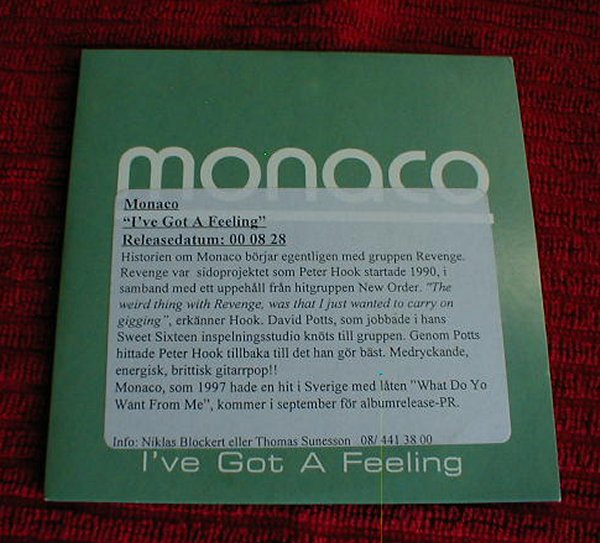 monaco
Monaco
“I’ve Got A Feeling”
Releasedatum: 00 08 28
Historien om Monaco börjar egentligen med gruppen Revenge.
Revenge var sidoprojektet som Peter Hook startade 1990, i
samband med ett uppehåll från hitgruppen New Order. ”The
weird thing with Revenge, was that I just wanted to carry on
gigging”, erkänner Hook. David Potts, som jobbade i hans
Sweet Sixteen inspelningsstudio knöts till gruppen. Genom Potts
hittade Peter Hook tillbaka till det han gör bäst. Medryckande,
energisk, brittisk gitarrpop!!
Monaco, som 1997 hade en hit i Sverige med låten ”What Do Yo
Want From Me”, kommer i september för albumrelease-PR.
Info: Niklas Blockert eller Thomas Sunesson 08/ 441 38 00
I've Got A Feeling